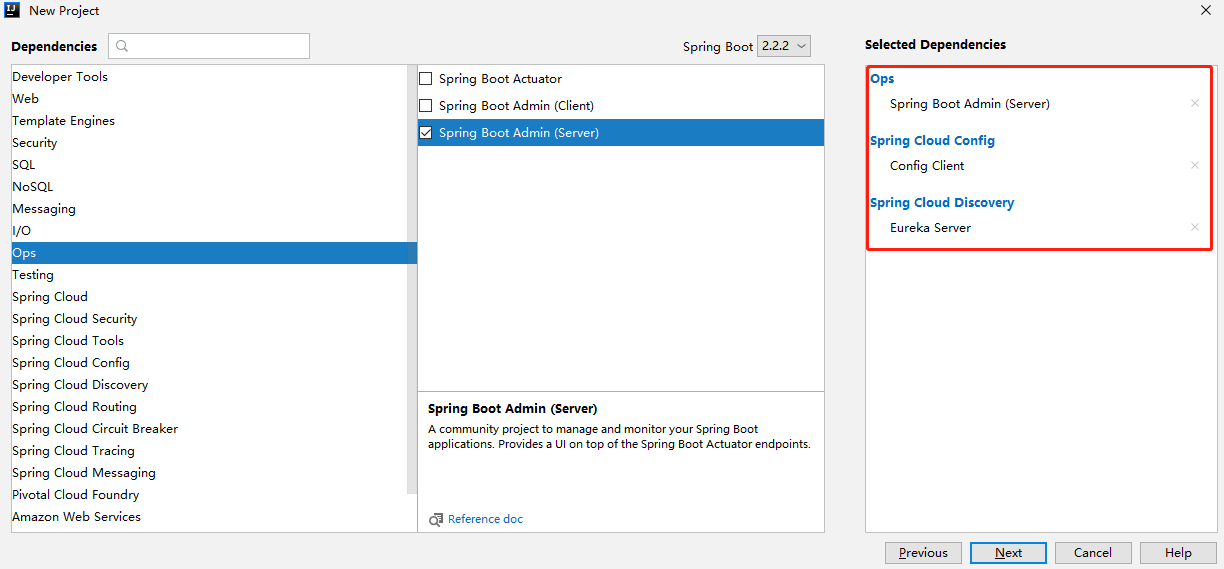 IJ New Project
Dependencies
Spring Boot 2.2.2
Selected Dependencies
Developer Tools
Web
Template Engines
Security
SQL
NoSQL
Messaging
I/O
Ops
Testing
Spring Cloud
Spring Cloud Security
Spring Cloud Tools
Spring Cloud Config
Spring Cloud Discovery
Spring Cloud Routing
Spring Cloud Circuit Breaker
Spring Cloud Tracing
Spring Cloud Messaging
Pivotal Cloud Foundry
Amazon Web Services
Spring Boot Actuator
Spring Boot Admin (Client)
Spring Boot Admin (Server)
Spring Boot Admin (Server)
A community project to manage and monitor your Spring Boot
applications. Provides a UI on top of the Spring Boot Actuator endpoints.
Reference doc
Ops
Spring Boot Admin (Server)
Spring Cloud Config
Config Client
Spring Cloud Discovery
Eureka Server
Previous
Next
Cancel
Help